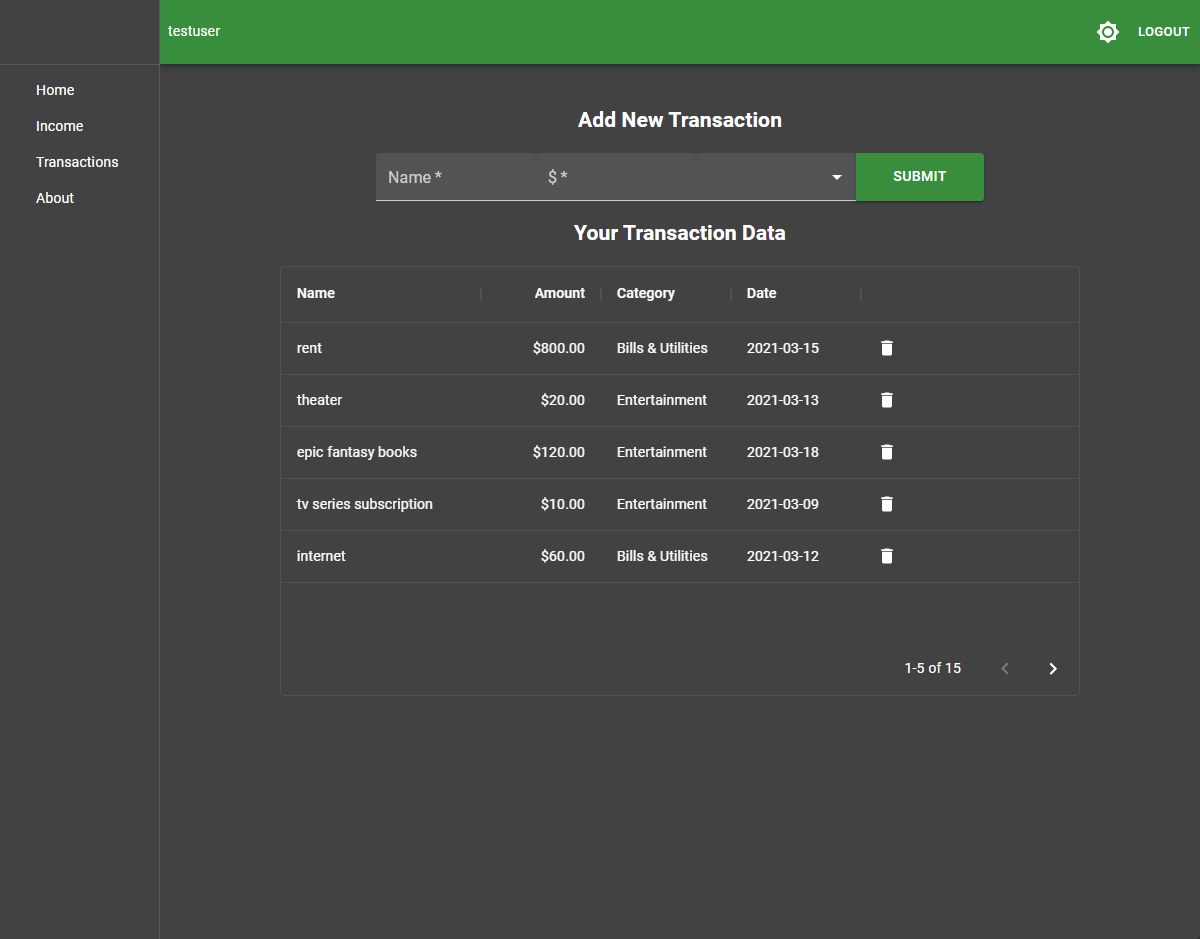 testuser
LOGOUT
Home
Income
Transactions
About
Add New Transaction
Name *
$ *
SUBMIT
Your Transaction Data
Name Amount Category Date
rent $800.00 Bills & Utilities 2021-03-15
theater $20.00 Entertainment 2021-03-13
epic fantasy books $120.00 Entertainment 2021-03-18
tv series subscription $10.00 Entertainment 2021-03-09
internet $60.00 Bills & Utilities 2021-03-12
1-5 of 15